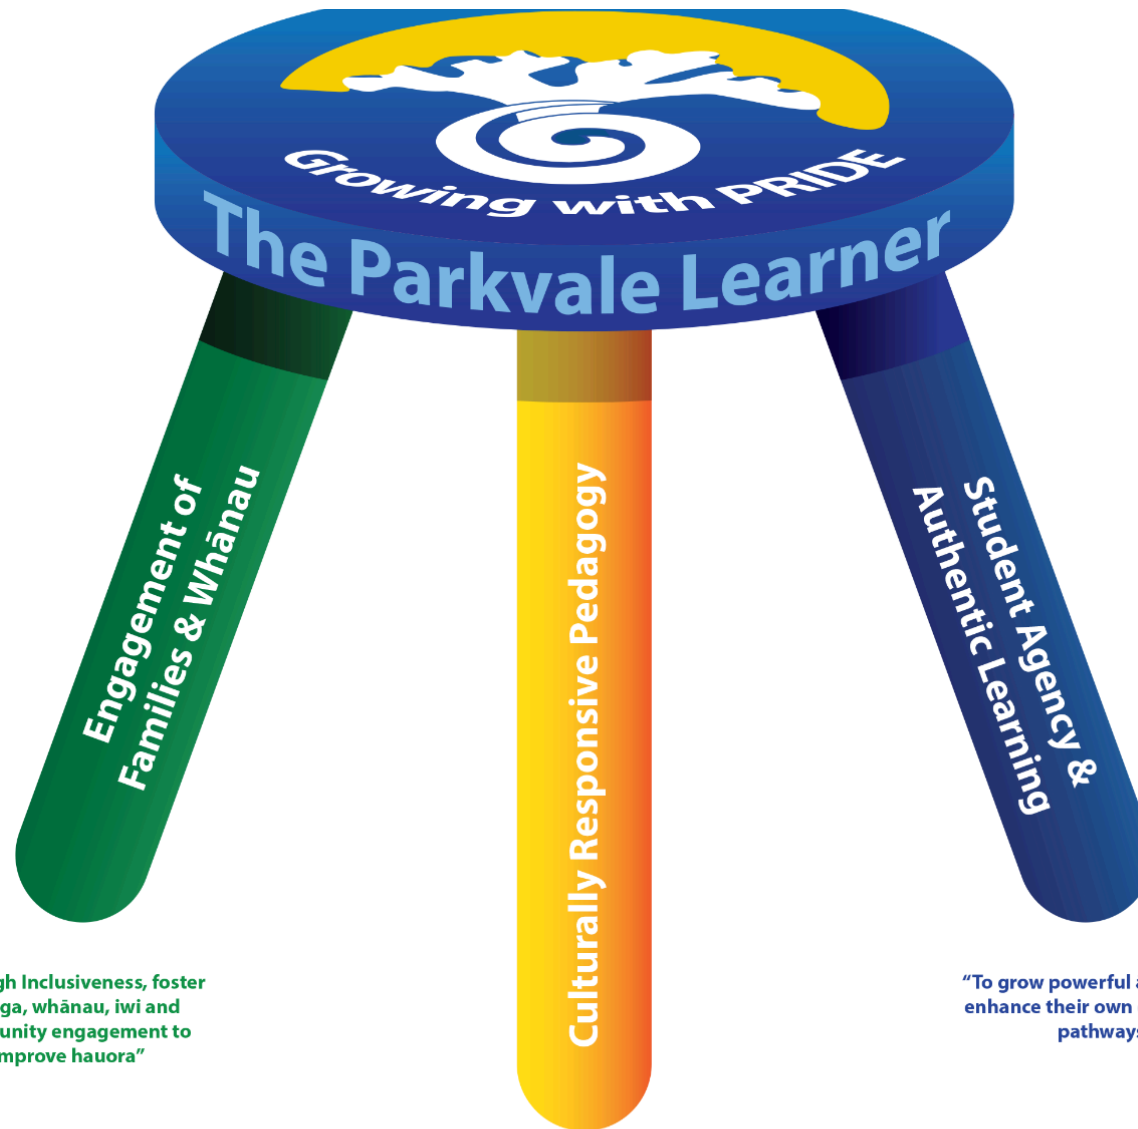 Growing with PRIDE
The Parkvale Learner
Engagement of
Families & Whānau
Culturally Responsive Pedagogy
Student Agency &
Authentic Learning
Inclusiveness, foster
whānau, iwi and
engagement to
hauora”
“To grow powerful
enhance their own
pathways